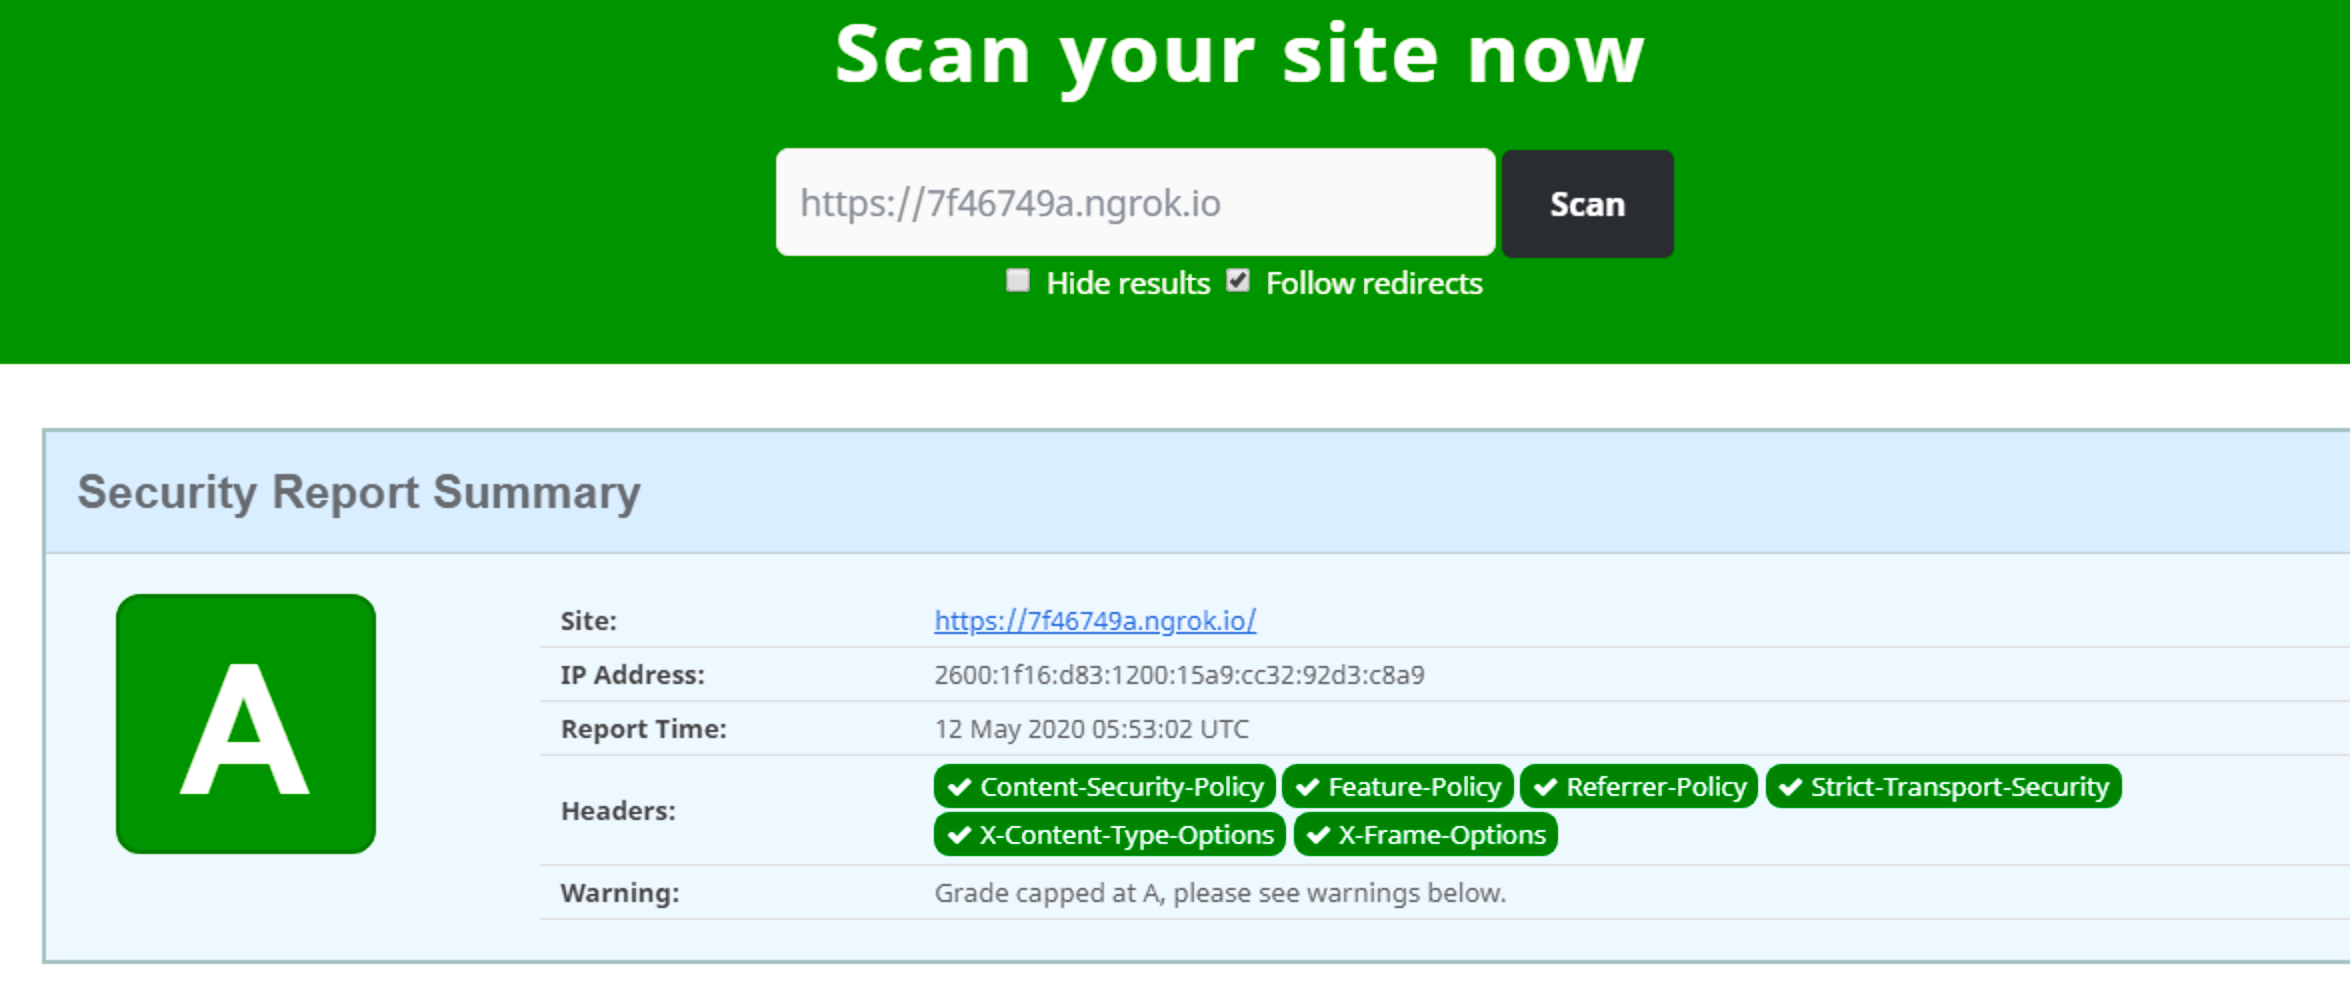 Scan your site now
https://7f46749a.ngrok.io
Scan
Hide results Follow redirects
Security Report Summary
A
Site: https://7f46749a.ngrok.io/
IP Address: 2600:1f16:d83:1200:15a9:cc32:92d3:c8a9
Report Time: 12 May 2020 05:53:02 UTC
Headers: Content-Security-Policy Feature-Policy Referrer-Policy Strict-Transport-Security
X-Content-Type-Options X-Frame-Options
Warning: Grade capped at A, please see warnings below.